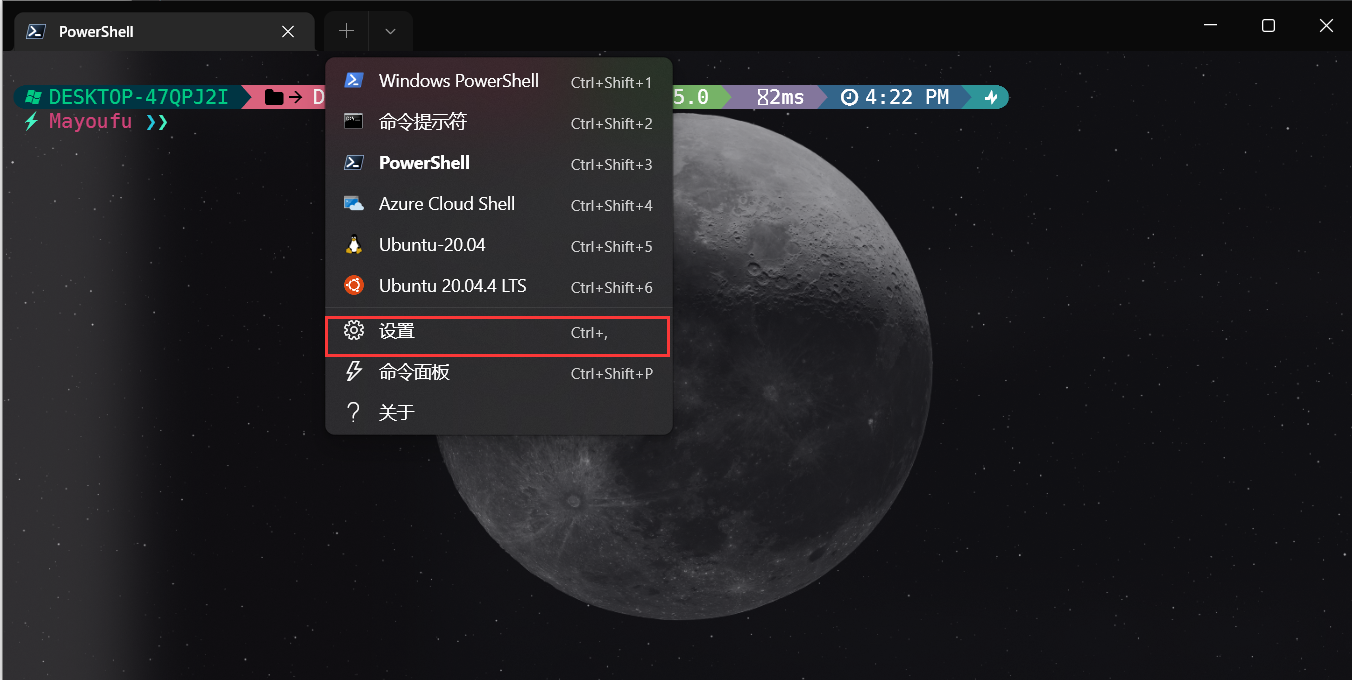 PowerShell
DESKTOP-47QPJ2I D 5.0 2ms 4:22 PM
Mayoufu ❯❯
Windows PowerShell Ctrl+Shift+1
命令提示符 Ctrl+Shift+2
PowerShell Ctrl+Shift+3
Azure Cloud Shell Ctrl+Shift+4
Ubuntu-20.04 Ctrl+Shift+5
Ubuntu 20.04.4 LTS Ctrl+Shift+6
设置 Ctrl+,
命令面板 Ctrl+Shift+P
关于